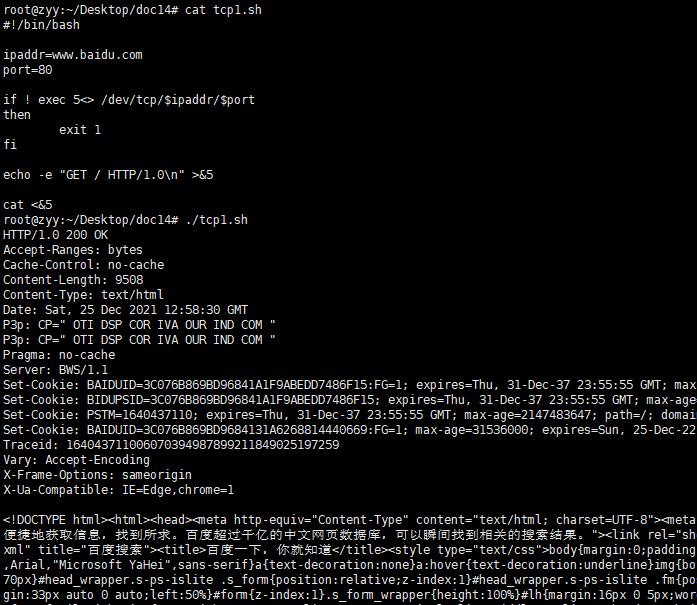 root@zyy:~/Desktop/doc14# cat tcp1.sh
#!/bin/bash
ipaddr=www.baidu.com
port=80
if ! exec 5<> /dev/tcp/$ipaddr/$port
then
exit 1
fi
echo -e "GET / HTTP/1.0\n" >&5
cat <&5
root@zyy:~/Desktop/doc14# ./tcp1.sh
HTTP/1.0 200 OK
Accept-Ranges: bytes
Cache-Control: no-cache
Content-Length: 9508
Content-Type: text/html
Date: Sat, 25 Dec 2021 12:58:30 GMT
P3p: CP=" OTI DSP COR IVA OUR IND COM "
P3p: CP=" OTI DSP COR IVA OUR IND COM "
Pragma: no-cache
Server: BWS/1.1
Set-Cookie: BAIDUID=3C076B869BD96841A1F9ABEDD7486F15:FG=1; expires=Thu, 31-Dec-37 23:55:55 GMT; max
Set-Cookie: BIDUPSID=3C076B869BD96841A1F9ABEDD7486F15; expires=Thu, 31-Dec-37 23:55:55 GMT; max-age
Set-Cookie: PSTM=1640437110; expires=Thu, 31-Dec-37 23:55:55 GMT; max-age=2147483647; path=/; domai
Set-Cookie: BAIDUID=3C076B869BD9684131A6268814440669:FG=1; max-age=31536000; expires=Sun, 25-Dec-22
Traceid: 1640437110060703949878992118490251​97259
Vary: Accept-Encoding
X-Frame-Options: sameorigin
X-Ua-Compatible: IE=Edge,chrome=1
<!DOCTYPE html><html><head><meta http-equiv="Content-Type" content="text/html; charset=UTF-8"><meta
便捷地获取信息，找到所求。百度超过千亿的中文网页数据库，可以瞬间找到相关的搜索结果。"><link rel="sh
xml" title="百度搜索"><title>百度一下，你就知道</title><style type="text/css">body{margin:0;padding
,Arial,"Microsoft YaHei",sans-serif}a{text-decoration:none}a:hover{text-decoration:underline}img{bo
70px}#head_wrapper.s-ps-islite .s_form{position:relative;z-index:1}#head_wrapper.s-ps-islite .fm{po
gin:33px auto 0 auto;left:50%}#form{z-index:1}.s_form_wrapper{height:100%}#lh{margin:16px 0 5px;wor